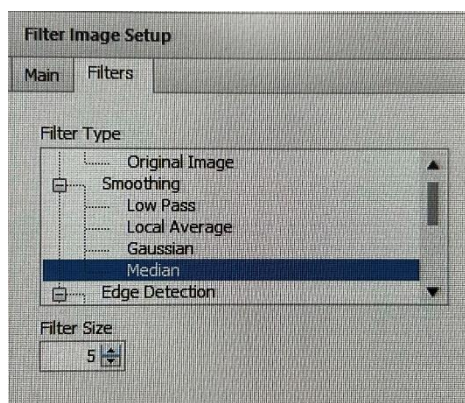 Filter Image Setup
Main Filters
Filter Type
Original Image
Smoothing
Low Pass
Local Average
Gaussian
Median
Edge Detection
Filter Size
5